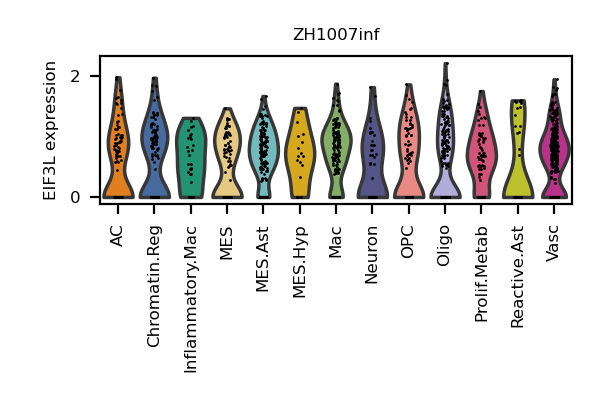 ZH1007inf
EIF3L expression
2
0
AC
Chromatin.Reg
Inflammatory.Mac
MES
MES.Ast
MES.Hyp
Mac
Neuron
OPC
Oligo
Prolif.Metab
Reactive.Ast
Vasc